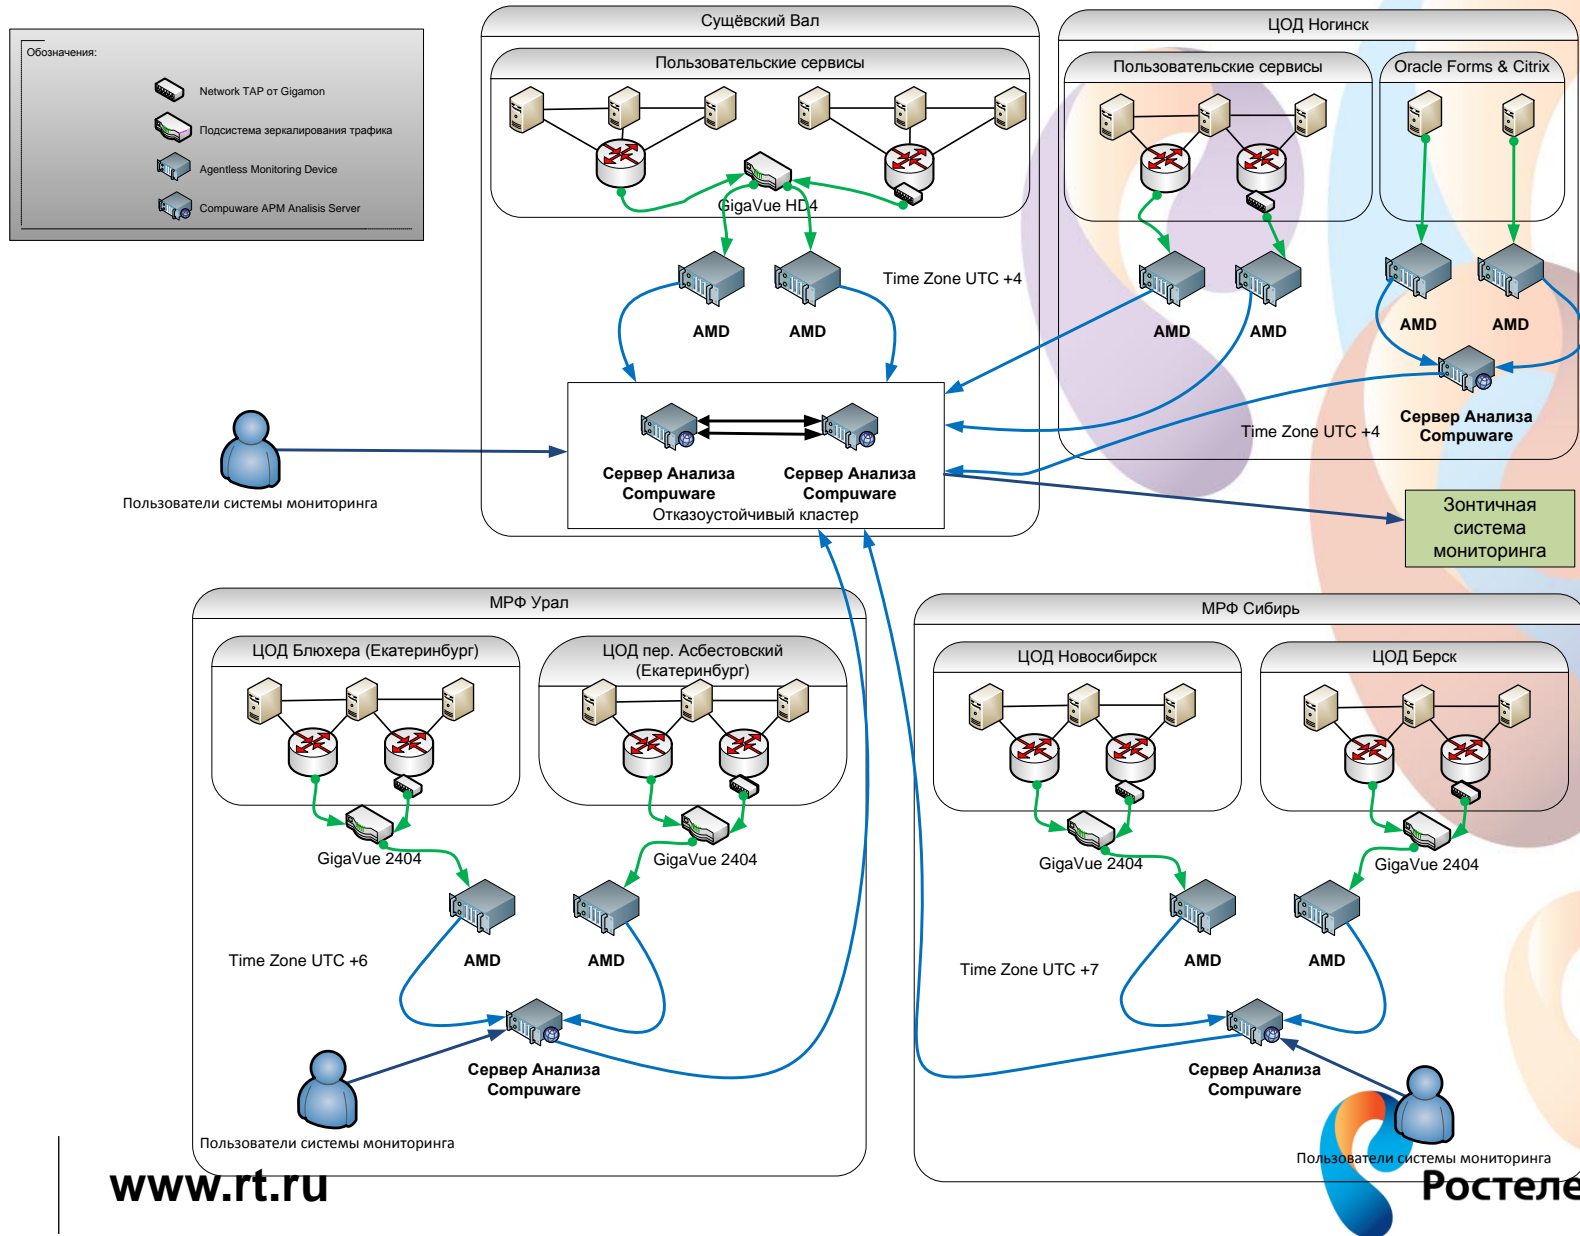 Обозначения:
Network TAP от Gigamon
Подсистема зеркалирования трафика
Agentless Monitoring Device
Compuware APM Analisis Server
Сущёвский Вал
Пользовательские сервисы
GigaVue HD4
Time Zone UTC +4
AMD
AMD
ЦОД Ногинск
Пользовательские сервисы
Oracle Forms & Citrix
AMD
AMD
AMD
AMD
Сервер Анализа
Compuware
Time Zone UTC +4
Сервер Анализа
Compuware
Сервер Анализа
Compuware
Отказоустойчивый кластер
Пользователи системы мониторинга
Зонтичная
система
мониторинга
МРФ Урал
ЦОД Блюхера (Екатеринбург)
ЦОД пер. Асбестовский
(Екатеринбург)
GigaVue 2404
GigaVue 2404
AMD
AMD
Time Zone UTC +6
Сервер Анализа
Compuware
Пользователи системы мониторинга
МРФ Сибирь
ЦОД Новосибирск
ЦОД Берск
GigaVue 2404
GigaVue 2404
AMD
AMD
Time Zone UTC +7
Сервер Анализа
Compuware
Пользователи системы мониторинга
www.rt.ru
Ростеле